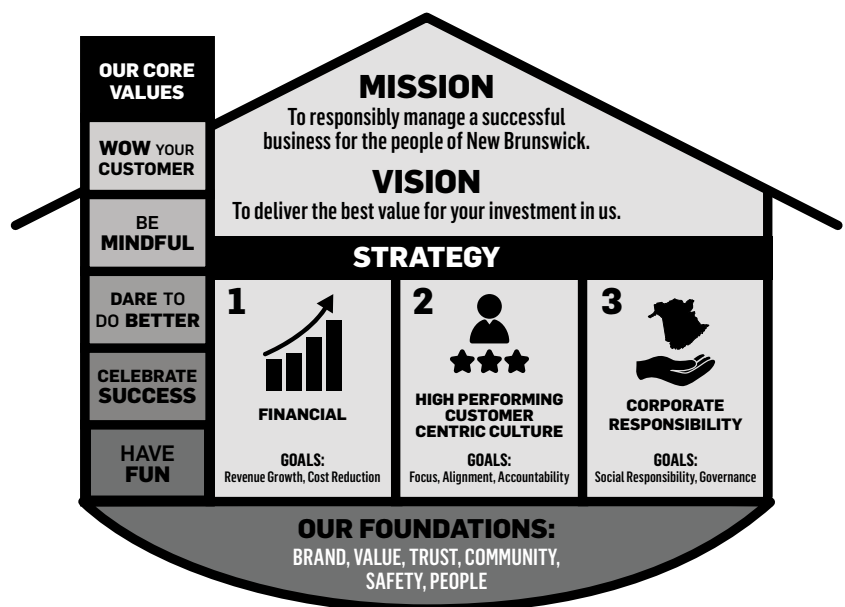 OUR CORE
VALUES
WOW YOUR
CUSTOMER
BE
MINDFUL
DARE TO
DO BETTER
CELEBRATE
SUCCESS
HAVE
FUN
MISSION
To responsibly manage a successful
business for the people of New Brunswick.
VISION
To deliver the best value for your investment in us.
STRATEGY
1
FINANCIAL
GOALS:
Revenue Growth, Cost Reduction
2
HIGH PERFORMING
CUSTOMER
CENTRIC CULTURE
GOALS:
Focus, Alignment, Accountability
3
CORPORATE
RESPONSIBILITY
GOALS:
Social Responsibility, Governance
OUR FOUNDATIONS:
BRAND, VALUE, TRUST, COMMUNITY,
SAFETY, PEOPLE